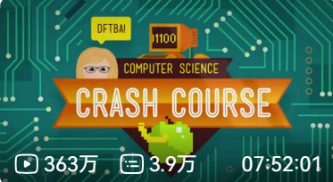 DFTBA!
1100
COMPUTER SCIENCE
CRASH COURSE
363万 3.9万 07:52:01